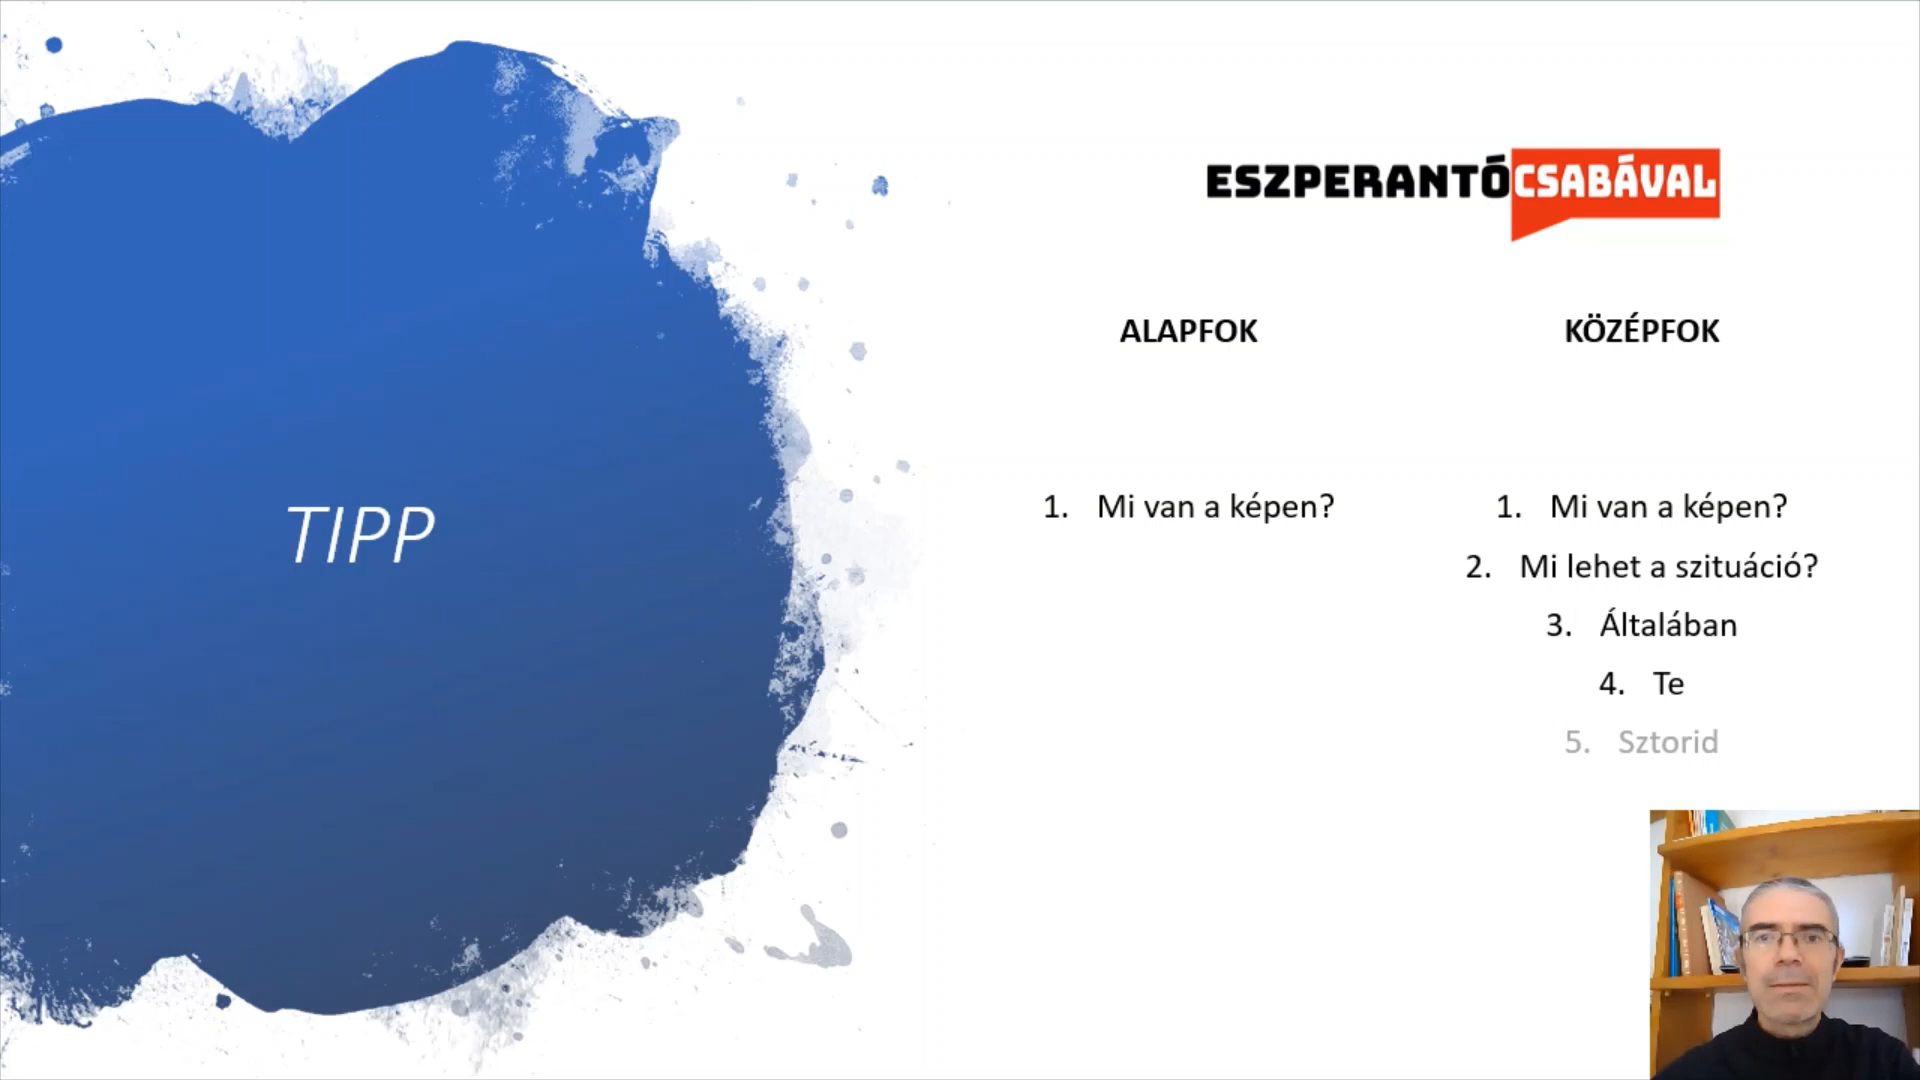 TIPP
ESZPERANTÓCSABÁVAL
ALAPFOK
1. Mi van a képen?
KÖZÉPFOK
1. Mi van a képen?
2. Mi lehet a szituáció?
3. Általában
4. Te
5. Sztorid